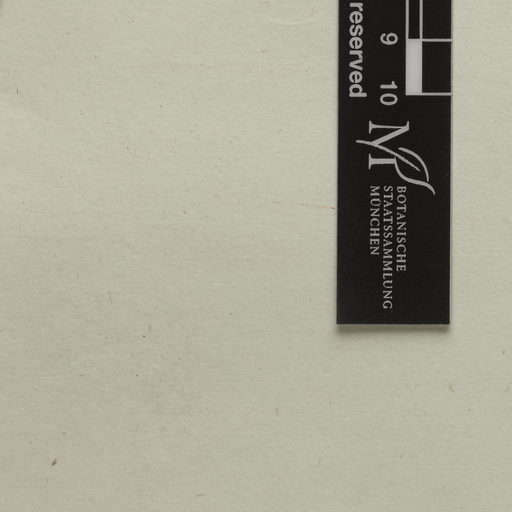 reserved
9
10
M
BOTANISCHE
STAATSSAMMLUNG
MÜNCHEN